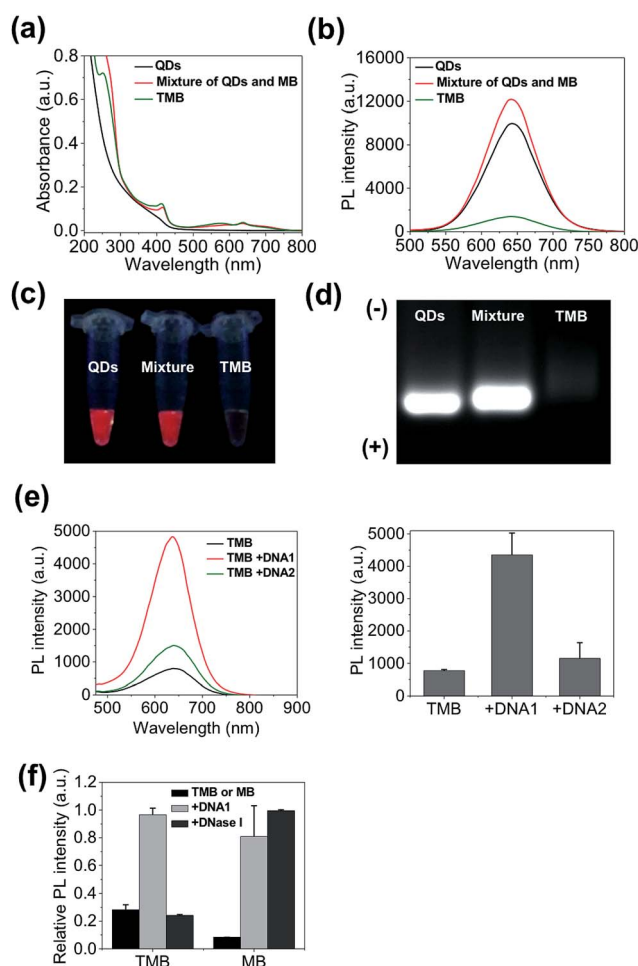 (a)
0.8
0.6
0.4
0.2
0.0
Absorbance (a.u.)
QDs
Mixture of QDs and MB
TMB
200 300 400 500 600 700 800
Wavelength (nm)
(b)
16000
12000
8000
4000
0
PL intensity (a.u.)
QDs
Mixture of QDs and MB
TMB
500 550 600 650 700 750 800
Wavelength (nm)
(c)
QDs Mixture TMB
(d)
(-)
(+)
QDs Mixture TMB
(e)
5000
4000
3000
2000
1000
0
PL intensity (a.u.)
TMB
TMB +DNA1
TMB +DNA2
500 600 700 800 900
Wavelength (nm)
5000
4000
3000
2000
1000
0
PL intensity (a.u.)
TMB +DNA1 +DNA2
(f)
1.2
1.0
0.8
0.6
0.4
0.2
0.0
Relative PL intensity (a.u.)
TMB or MB
+DNA1
+DNase I
TMB MB